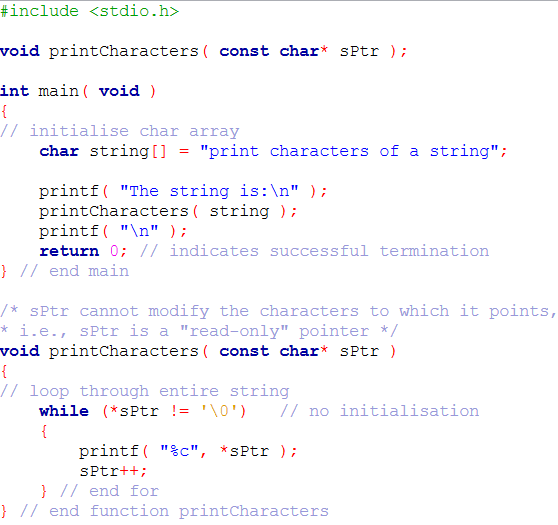 #include <stdio.h>
void printCharacters( const char* sPtr );
int main( void )
{
// initialise char array
char string[] = "print characters of a string";
printf( "The string is:\n" );
printCharacters( string );
printf( "\n" );
return 0; // indicates successful termination
} // end main
/* sPtr cannot modify the characters to which it points,
* i.e., sPtr is a "read-only" pointer */
void printCharacters( const char* sPtr )
{
// loop through entire string
while (*sPtr != '\0') // no initialisation
{
printf( "%c", *sPtr );
sPtr++;
} // end for
} // end function printCharacters